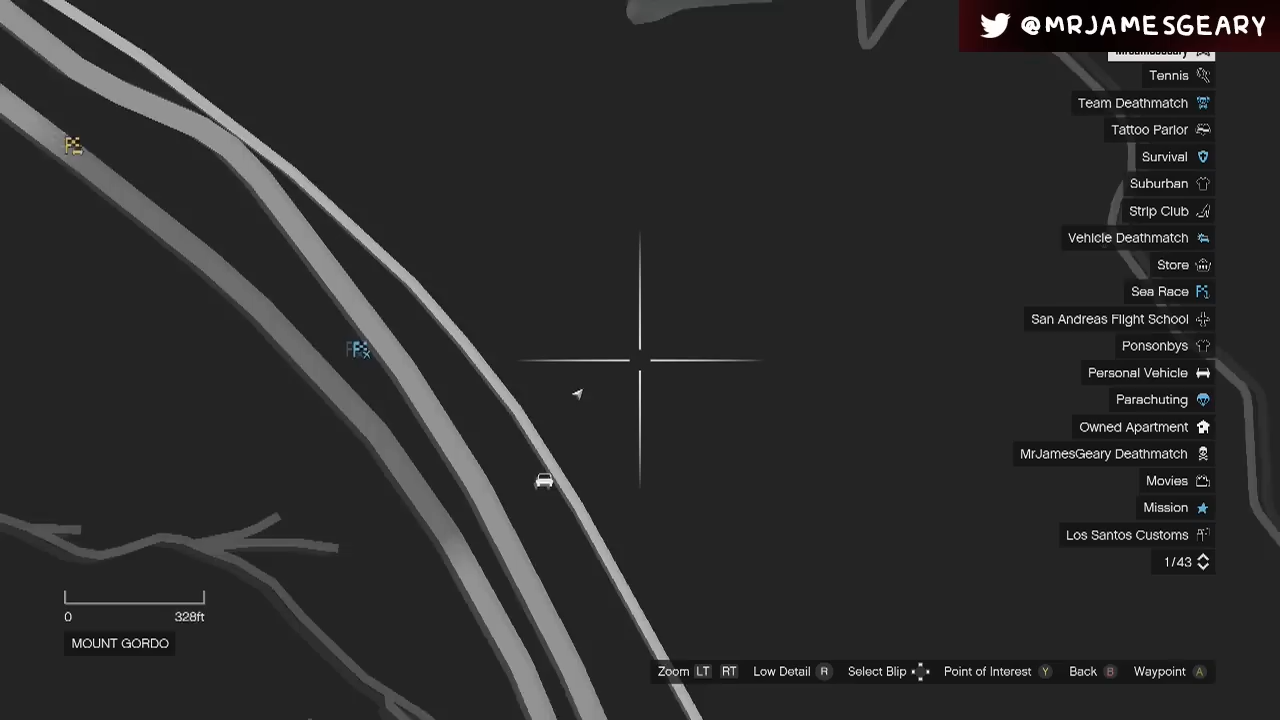 @MRJAMESGEARY
MrJamesGeary
Tennis
Team Deathmatch
Tattoo Parlor
Survival
Suburban
Strip Club
Vehicle Deathmatch
Store
Sea Race
San Andreas Flight School
Ponsonbys
Personal Vehicle
Parachuting
Owned Apartment
MrJamesGeary Deathmatch
Movies
Mission
Los Santos Customs
1/43
0 328ft
MOUNT GORDO
Zoom LT RT Low Detail R Select Blip Point of Interest Y Back B Waypoint A